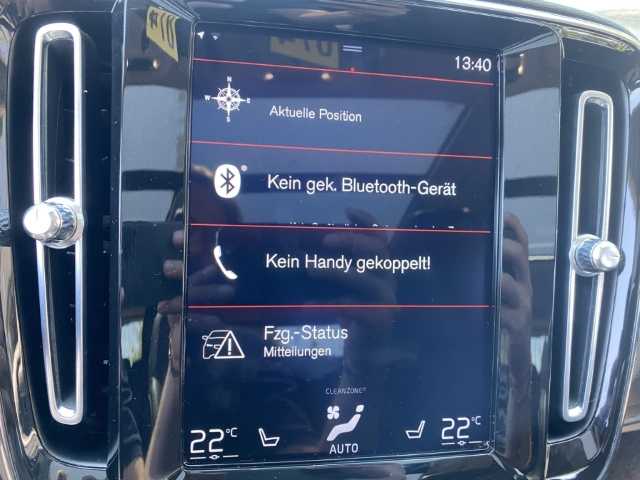 13:40
N
W E
S
Aktuelle Position
Kein gek. Bluetooth-Gerät
Kein Handy gekoppelt!
Fzg.-Status
Mitteilungen
CLEANZONE
22°C
AUTO
22°C